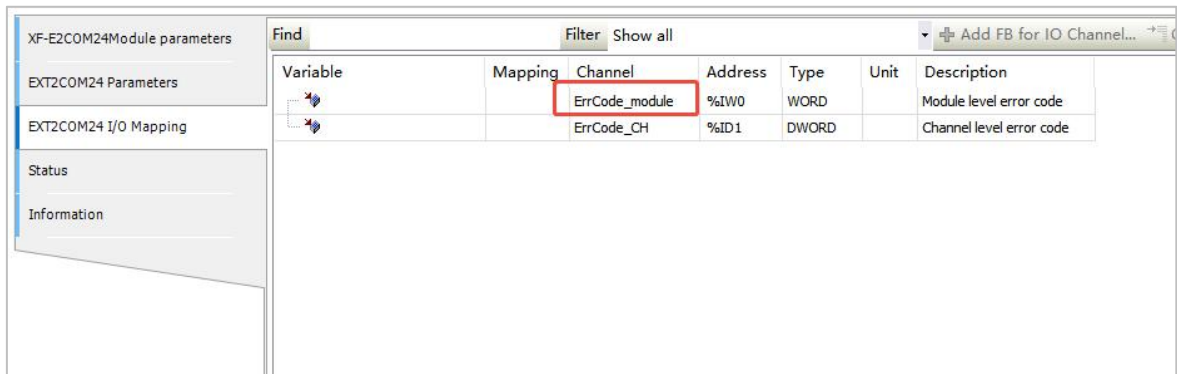 XF-E2COM24Module parameters
EXT2COM24 Parameters
EXT2COM24 I/O Mapping
Status
Information
Find Filter Show all Add FB for IO Channel...
Variable Mapping Channel Address Type Unit Description
ErrCode_module %IW0 WORD Module level error code
ErrCode_CH %ID1 DWORD Channel level error code